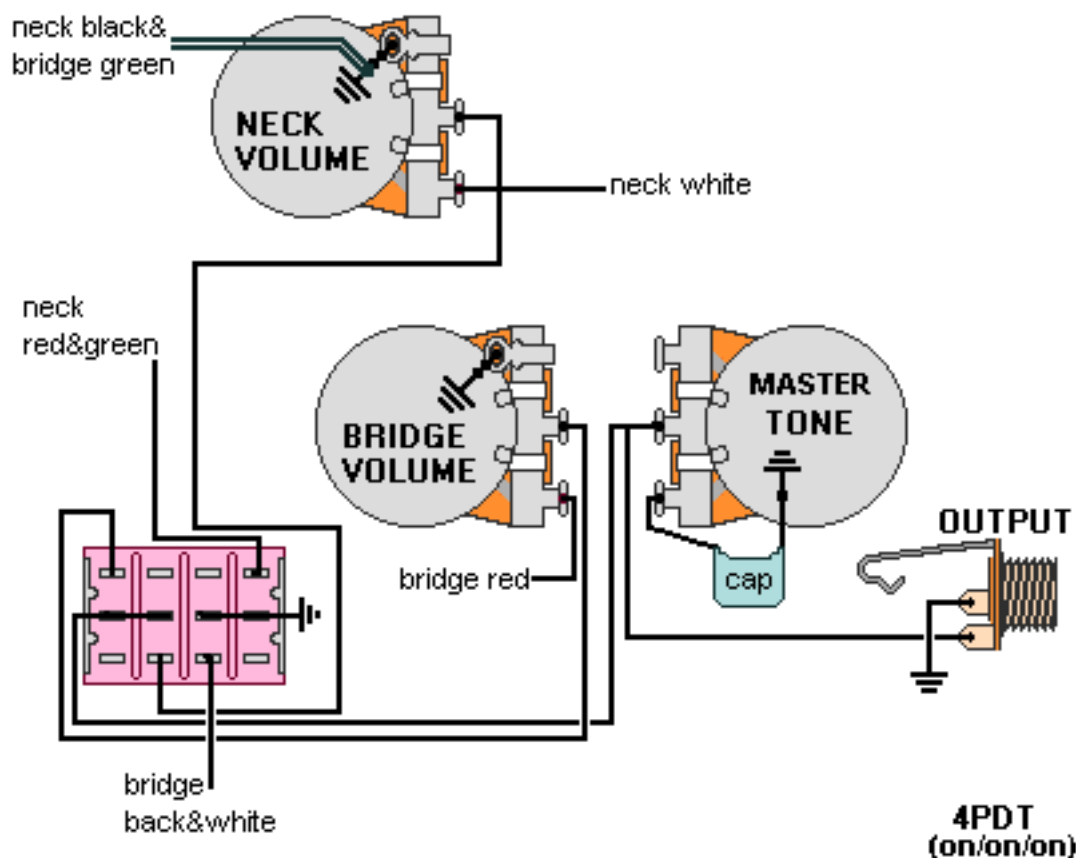 neck black&
bridge green
NECK
VOLUME
neck white
neck
red&green
BRIDGE
VOLUME
MASTER
TONE
bridge red
cap
OUTPUT
bridge
back&white
4PDT
(on/on/on)